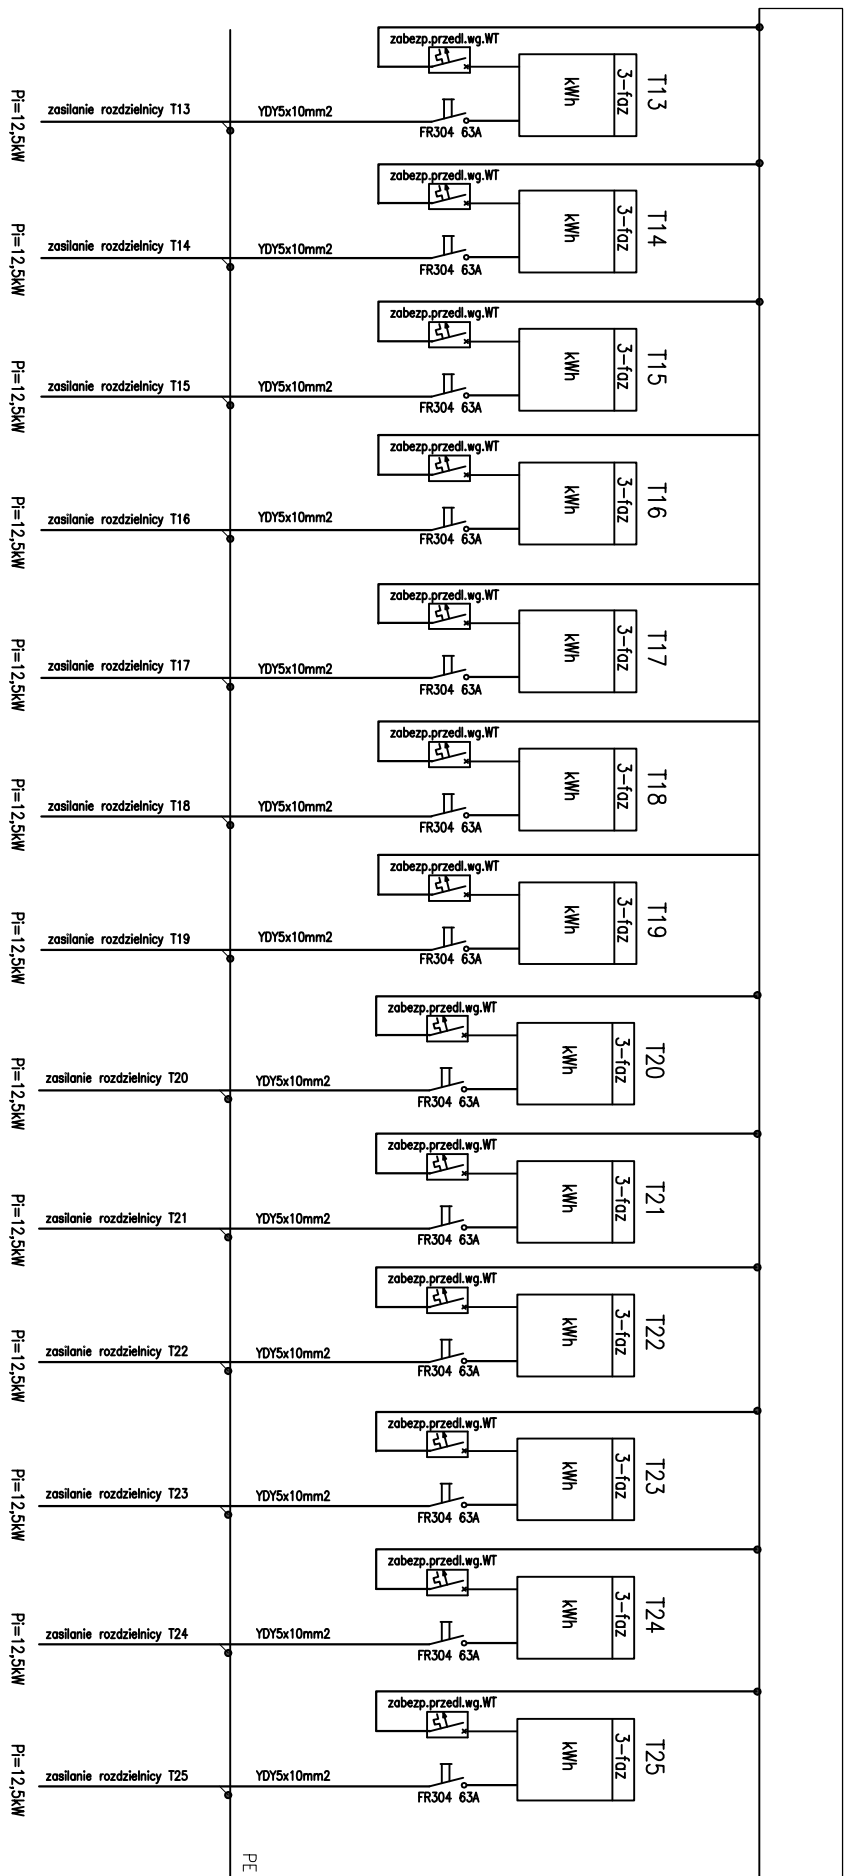 zabezp.przedl.wg.WT
T13
3-faz
kWh
Pi=12,5kW
zasilanie rozdzielnicy T13
YDY5x10mm2
FR304 63A
zabezp.przedl.wg.WT
T14
3-faz
kWh
Pi=12,5kW
zasilanie rozdzielnicy T14
YDY5x10mm2
FR304 63A
zabezp.przedl.wg.WT
T15
3-faz
kWh
Pi=12,5kW
zasilanie rozdzielnicy T15
YDY5x10mm2
FR304 63A
zabezp.przedl.wg.WT
T16
3-faz
kWh
Pi=12,5kW
zasilanie rozdzielnicy T16
YDY5x10mm2
FR304 63A
zabezp.przedl.wg.WT
T17
3-faz
kWh
Pi=12,5kW
zasilanie rozdzielnicy T17
YDY5x10mm2
FR304 63A
zabezp.przedl.wg.WT
T18
3-faz
kWh
Pi=12,5kW
zasilanie rozdzielnicy T18
YDY5x10mm2
FR304 63A
zabezp.przedl.wg.WT
T19
3-faz
kWh
Pi=12,5kW
zasilanie rozdzielnicy T19
YDY5x10mm2
FR304 63A
zabezp.przedl.wg.WT
T20
3-faz
kWh
Pi=12,5kW
zasilanie rozdzielnicy T20
YDY5x10mm2
FR304 63A
zabezp.przedl.wg.WT
T21
3-faz
kWh
Pi=12,5kW
zasilanie rozdzielnicy T21
YDY5x10mm2
FR304 63A
zabezp.przedl.wg.WT
T22
3-faz
kWh
Pi=12,5kW
zasilanie rozdzielnicy T22
YDY5x10mm2
FR304 63A
zabezp.przedl.wg.WT
T23
3-faz
kWh
Pi=12,5kW
zasilanie rozdzielnicy T23
YDY5x10mm2
FR304 63A
zabezp.przedl.wg.WT
T24
3-faz
kWh
Pi=12,5kW
zasilanie rozdzielnicy T24
YDY5x10mm2
FR304 63A
zabezp.przedl.wg.WT
T25
3-faz
kWh
Pi=12,5kW
zasilanie rozdzielnicy T25
YDY5x10mm2
FR304 63A
PE